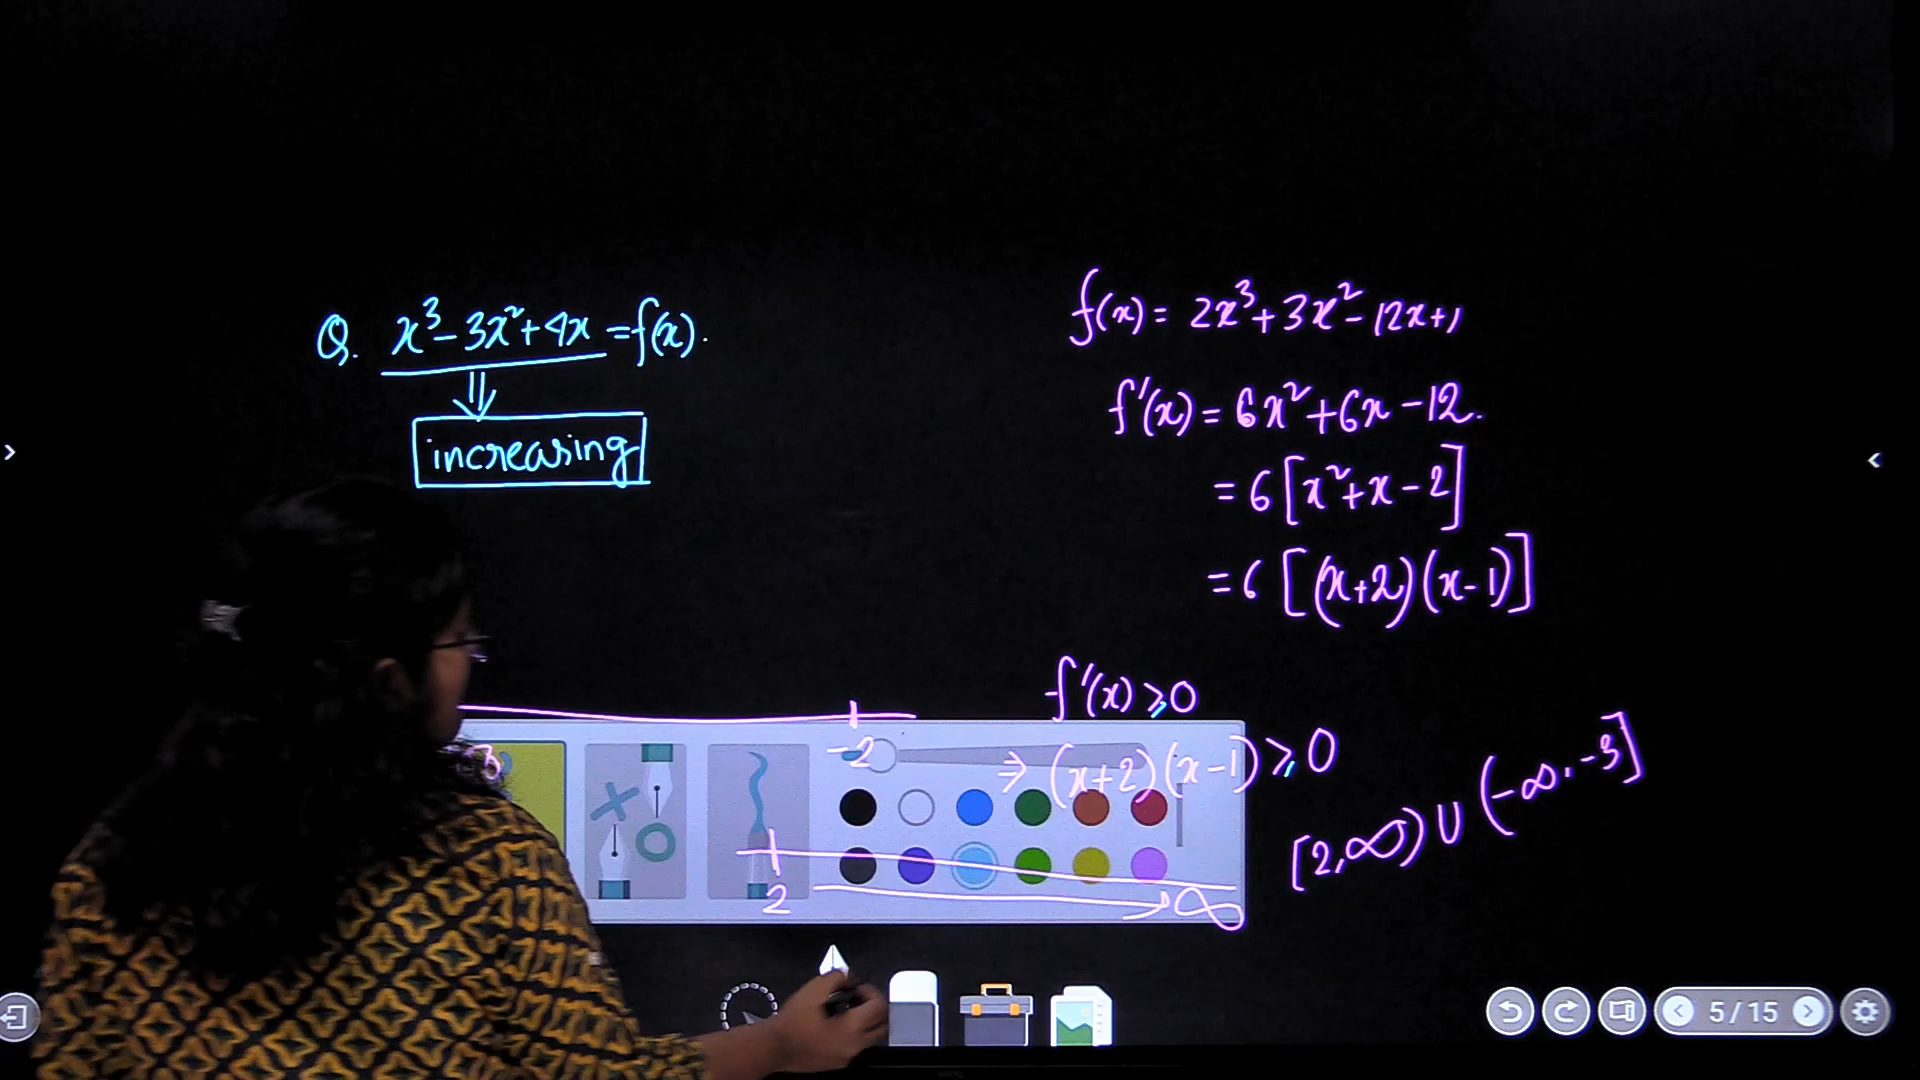 Q. x³-3x²+4x =f(x).
increasing
f(x) = 2x³+3x²-12x+1
f'(x) = 6x²+6x-12.
= 6[x²+x-2]
= 6[(x+2)(x-1)]
f'(x) ≥0
⇒ (x+2)(x-1) ≥0
[2,∞) ∪ (-∞,-3]
-2
-3
2
∞
5/15